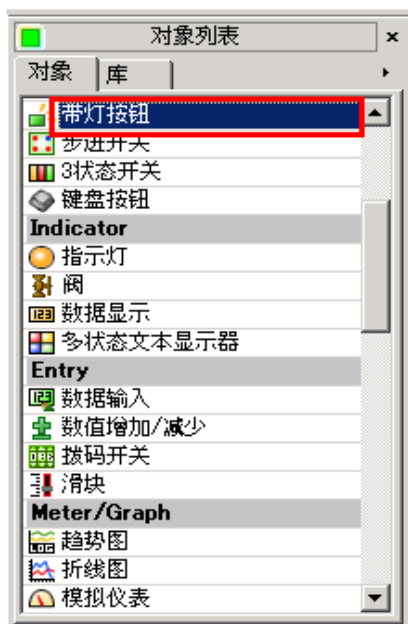 对象列表
对象 库
带灯按钮
步进开关
3状态开关
键盘按钮
Indicator
指示灯
阀
数据显示
多状态文本显示器
Entry
数据输入
数值增加/减少
拨码开关
滑块
Meter/Graph
趋势图
折线图
模拟仪表